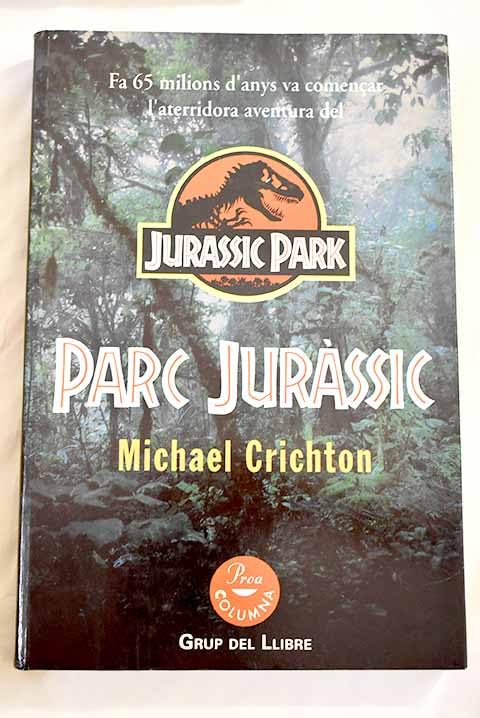 Fa 65 milions d'anys va començar
l'aterridora aventura del
JURASSIC PARK
PARC JURÀSSIC
Michael Crichton
Proa
COLUMNA
GRUP DEL LLIBRE